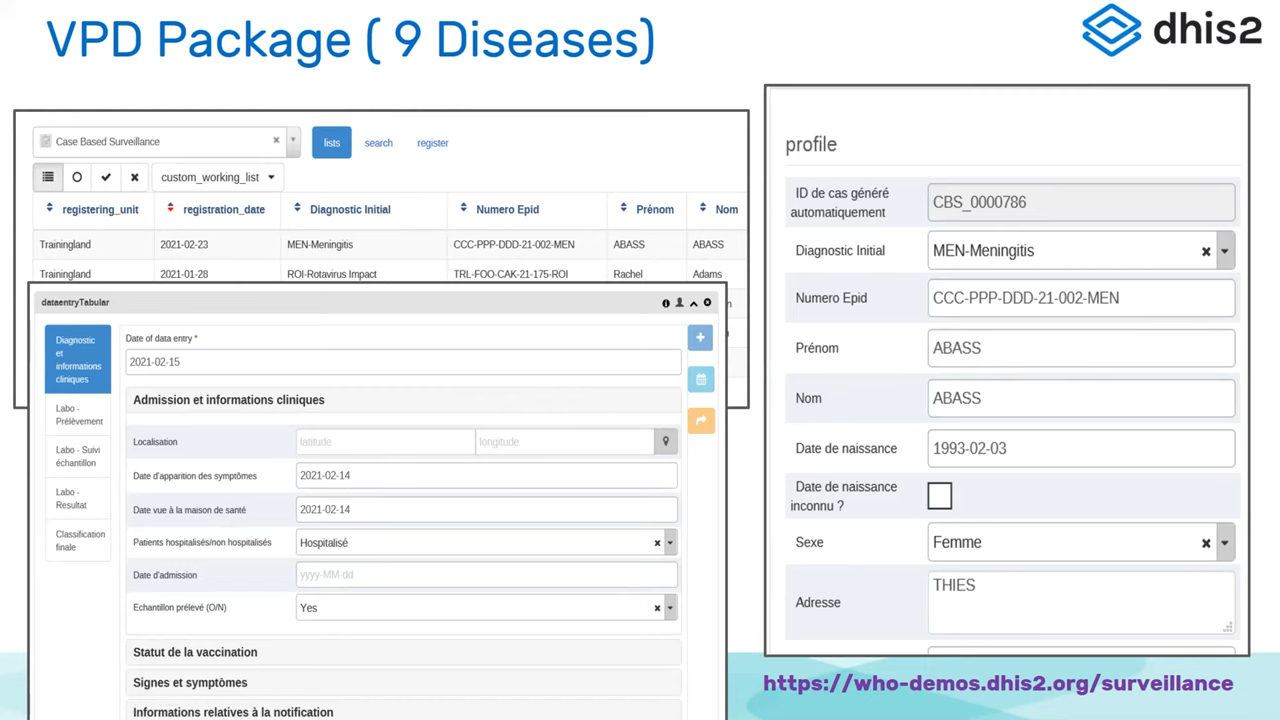 VPD Package ( 9 Diseases)
dhis2
Case Based Surveillance
lists
search
register
custom_working_list
registering_unit
registration_date
Diagnostic Initial
Numero Epid
Prénom
Nom
Trainingland
2021-02-23
MEN-Meningitis
CCC-PPP-DDD-21-002-MEN
ABASS
ABASS
Trainingland
2021-01-28
ROI-Rotavirus Impact
TRL-FOO-CAK-21-175-ROI
Rachel
Adams
dataentryTabular
Diagnostic
et
informations
cliniques
Labo -
Prélèvement
Labo - Suivi
échantillon
Labo -
Resultat
Classification
finale
Date of data entry *
2021-02-15
Admission et informations cliniques
Localisation
latitude
longitude
Date d'apparition des symptômes
2021-02-14
Date vue à la maison de santé
2021-02-14
Patients hospitalisés/non hospitalisés
Hospitalisé
Date d'admission
yyyy-MM-dd
Echantillon prélevé (O/N)
Yes
Statut de la vaccination
Signes et symptômes
Informations relatives à la notification
profile
ID de cas généré
automatiquement
CBS_0000786
Diagnostic Initial
MEN-Meningitis
Numero Epid
CCC-PPP-DDD-21-002-MEN
Prénom
ABASS
Nom
ABASS
Date de naissance
1993-02-03
Date de naissance
inconnu ?
Sexe
Femme
Adresse
THIES
https://who-demos.dhis2.org/surveillance